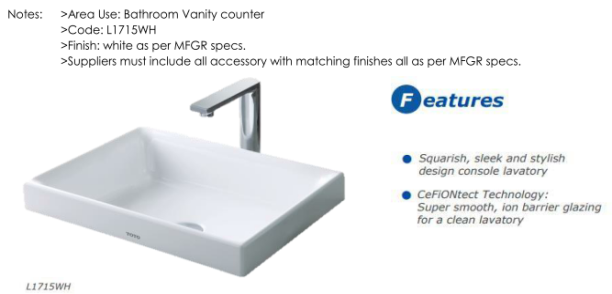 Notes: >Area Use: Bathroom Vanity counter
>Code: L1715WH
>Finish: white as per MFGR specs.
>Suppliers must include all accessory with matching finishes all as per MFGR specs.
Features
Squarish, sleek and stylish
design console lavatory
CeFiONtect Technology:
Super smooth, ion barrier glazing
for a clean lavatory
TOTO
L1715WH